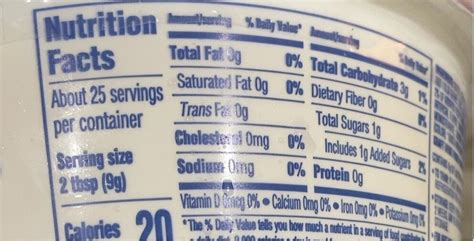 Nutrition
Facts
About 25 servings
per container
Serving size
2 tbsp (9g)
Calories 20
Amount/serving % Daily Value*
Total Fat 0g 0%
Saturated Fat 0g 0%
Trans Fat 0g
Cholesterol 0mg 0%
Sodium 0mg 0%
Amount/serving % Daily Value*
Total Carbohydrate 3g 1%
Dietary Fiber 0g
Total Sugars 1g
Includes 1g Added Sugars 2%
Protein 0g
Vitamin D 0mcg 0% • Calcium 0mg 0% • Iron 0mg 0% • Potassium 0mg 0%
*The % Daily Value tells you how much a nutrient in a serving of food